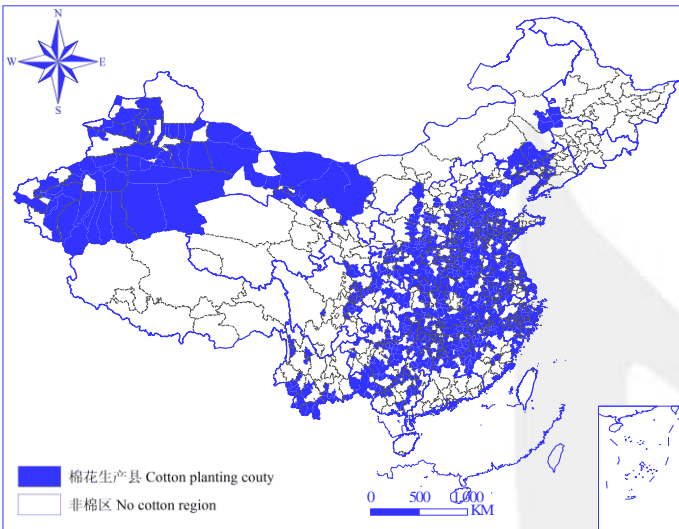 N
W E
S
棉花生产县 Cotton planting couty
非棉区 No cotton region
0 500 1,000
KM